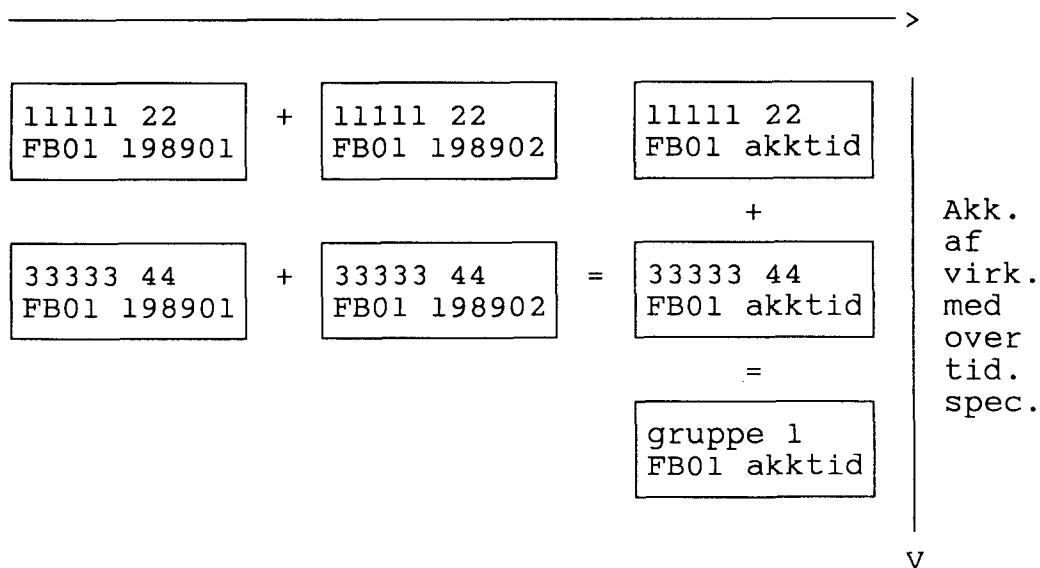 >
11111 22 + 11111 22 11111 22
FB01 198901 FB01 198902 FB01 akktid
+
33333 44 + 33333 44 = 33333 44
FB01 198901 FB01 198902 FB01 akktid
=
gruppe 1
FB01 akktid
Akk.
af
virk.
med
over
tid.
spec.
V